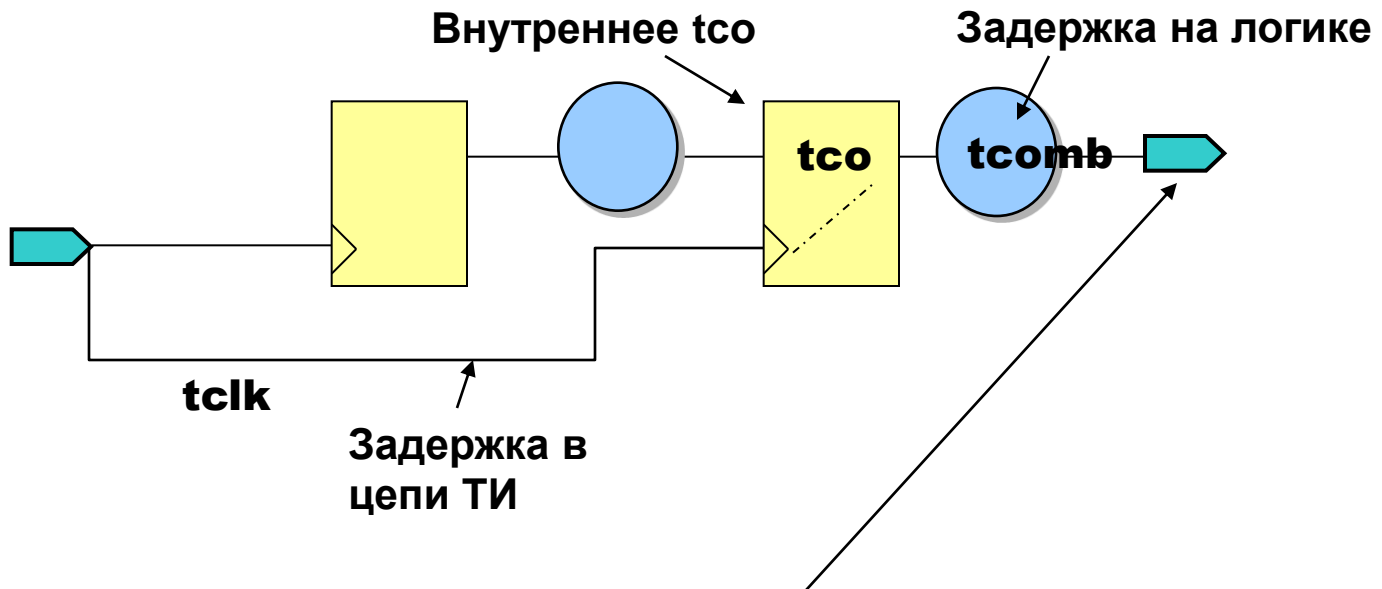 Внутреннее tco
Задержка на логике
tco
tcomb
tclk
Задержка в
цепи ТИ